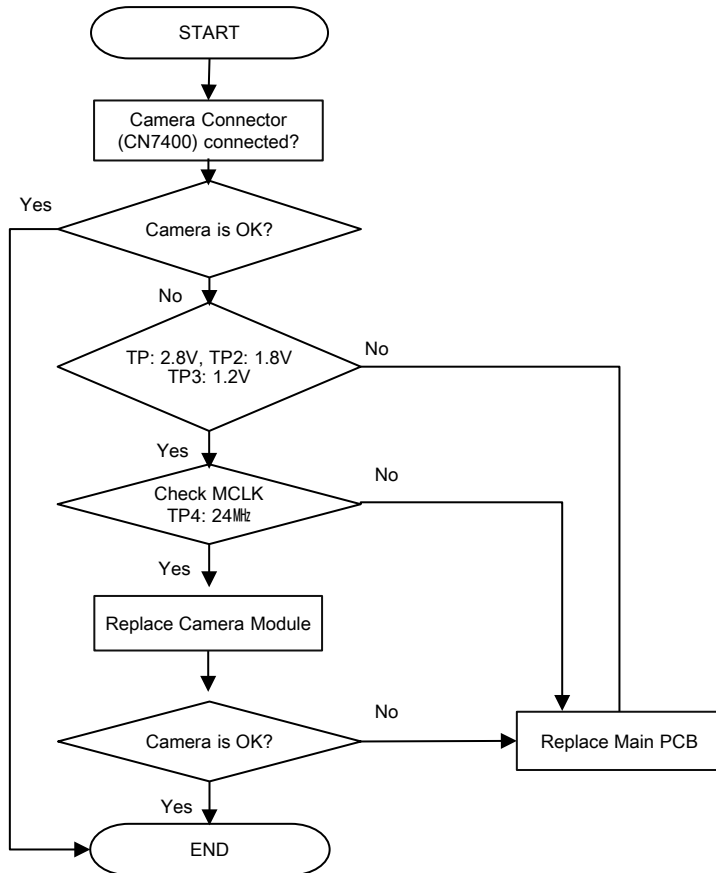 START
Camera Connector
(CN7400) connected?
Yes
Camera is OK?
No
TP: 2.8V, TP2: 1.8V
TP3: 1.2V
No
Yes
Check MCLK
TP4: 24㎒
No
Yes
Replace Camera Module
Camera is OK?
No
Replace Main PCB
Yes
END